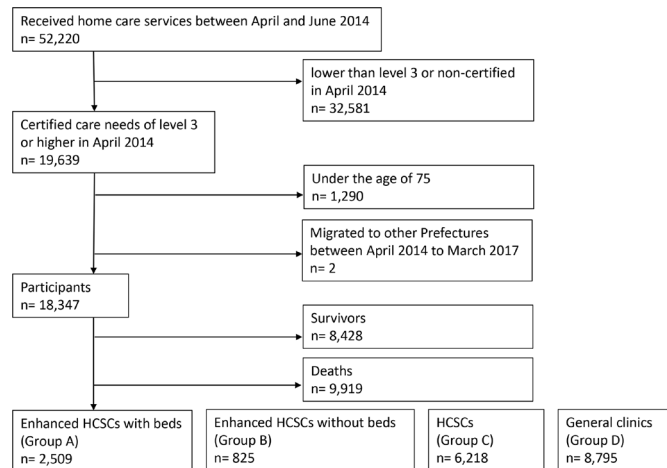 Received home care services between April and June 2014
n= 52,220
lower than level 3 or non-certified
in April 2014
n= 32,581
Certified care needs of level 3
or higher in April 2014
n= 19,639
Under the age of 75
n= 1,290
Migrated to other Prefectures
between April 2014 to March 2017
n= 2
Participants
n= 18,347
Survivors
n= 8,428
Deaths
n= 9,919
Enhanced HCSCs with beds
(Group A)
n= 2,509
Enhanced HCSCs without beds
(Group B)
n= 825
HCSCs
(Group C)
n= 6,218
General clinics
(Group D)
n= 8,795